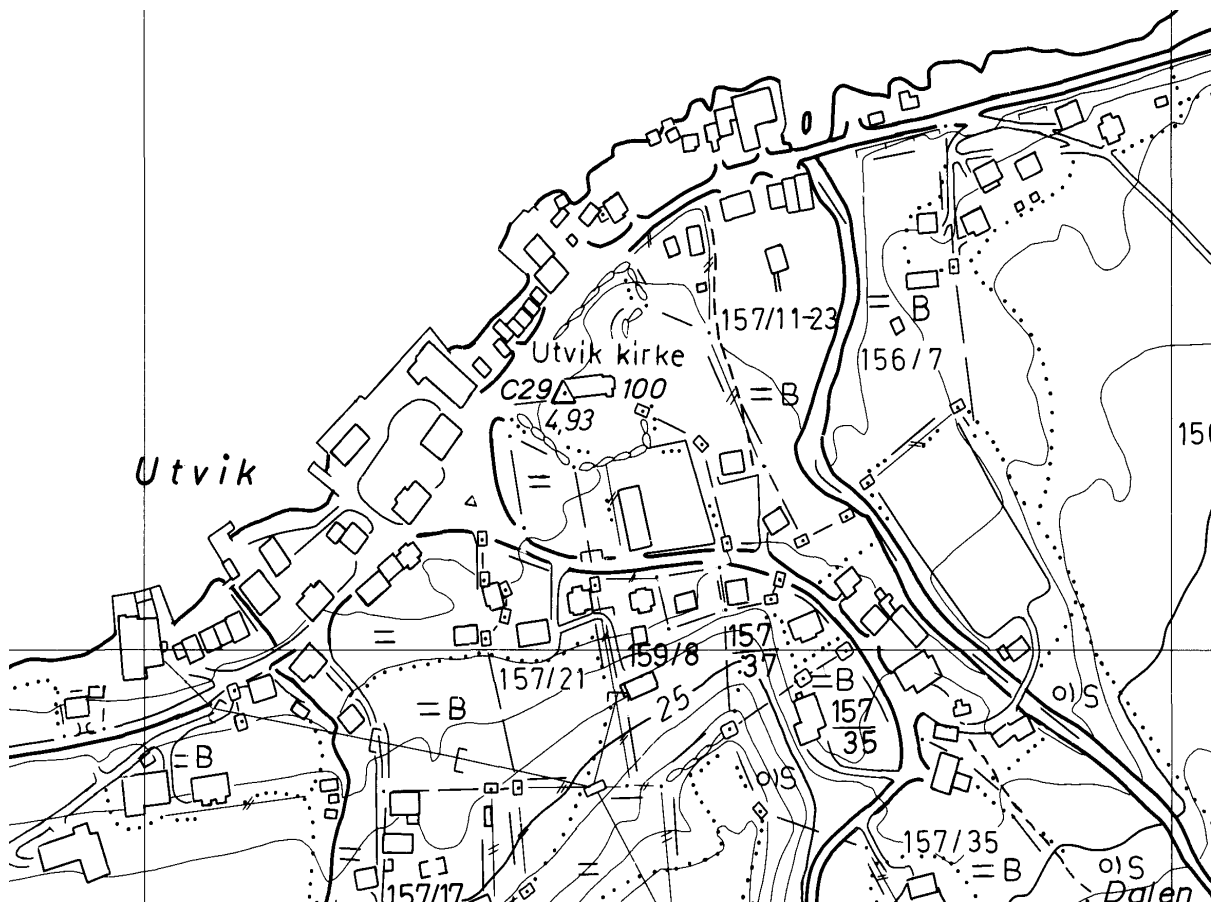 157/11-23
= B
156/7
Utvik kirke
C29 100
4,93
= B
156
Utvik
=
=
159/8
157
37
157/21
= B
= B
25
157
35
o)S
= B
o)S
157/35
=
=
= B
o)S
157/17
Dalen